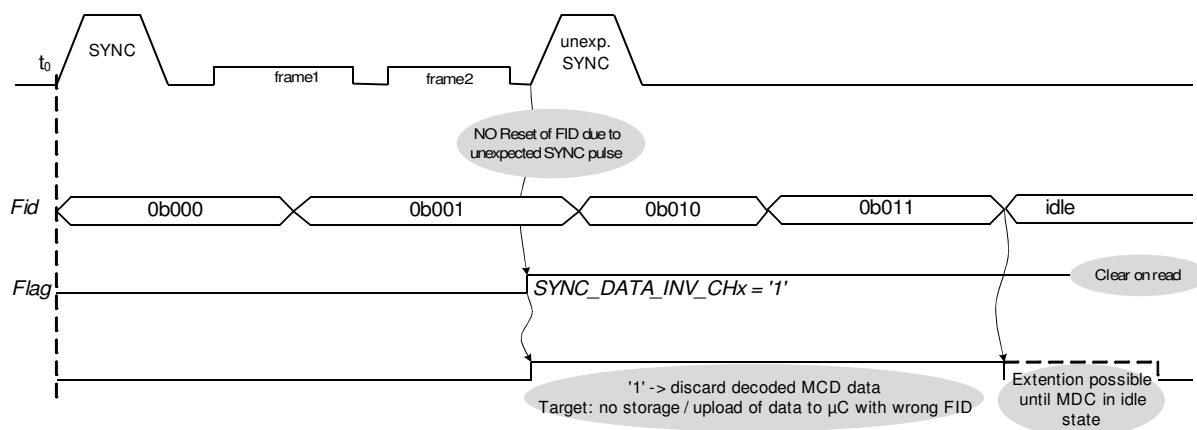 SYNC
unexp.
SYNC
t0
frame1
frame2
NO Reset of FID due to
unexpected SYNC pulse
Fid
0b000
0b001
0b010
0b011
idle
Flag
SYNC_DATA_INV_CHx = '1'
Clear on read
'1' -> discard decoded MCD data
Target: no storage / upload of data to µC with wrong FID
Extention possible
until MDC in idle
state